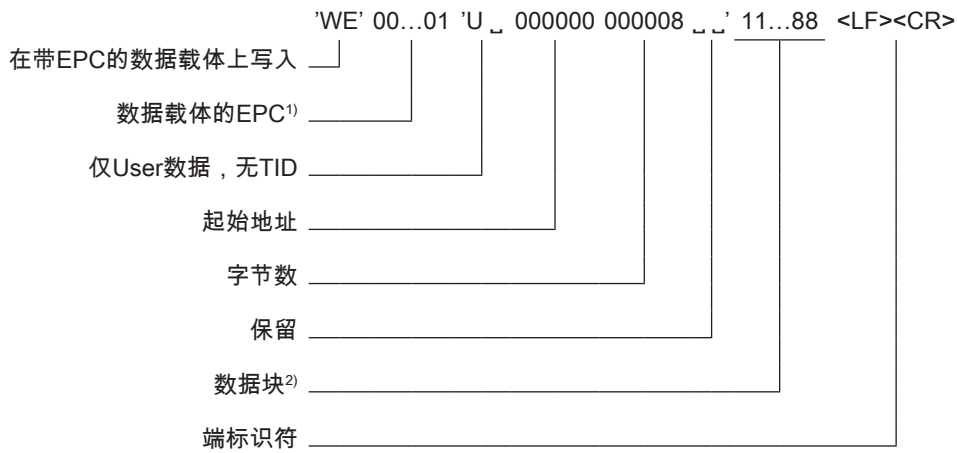 ’WE’ 00…01 ’U ␣ 000000 000008 ␣␣’ 11…88 <LF><CR>
在带EPC的数据载体上写入
数据载体的EPC1)
仅User数据，无TID
起始地址
字节数
保留
数据块2)
端标识符